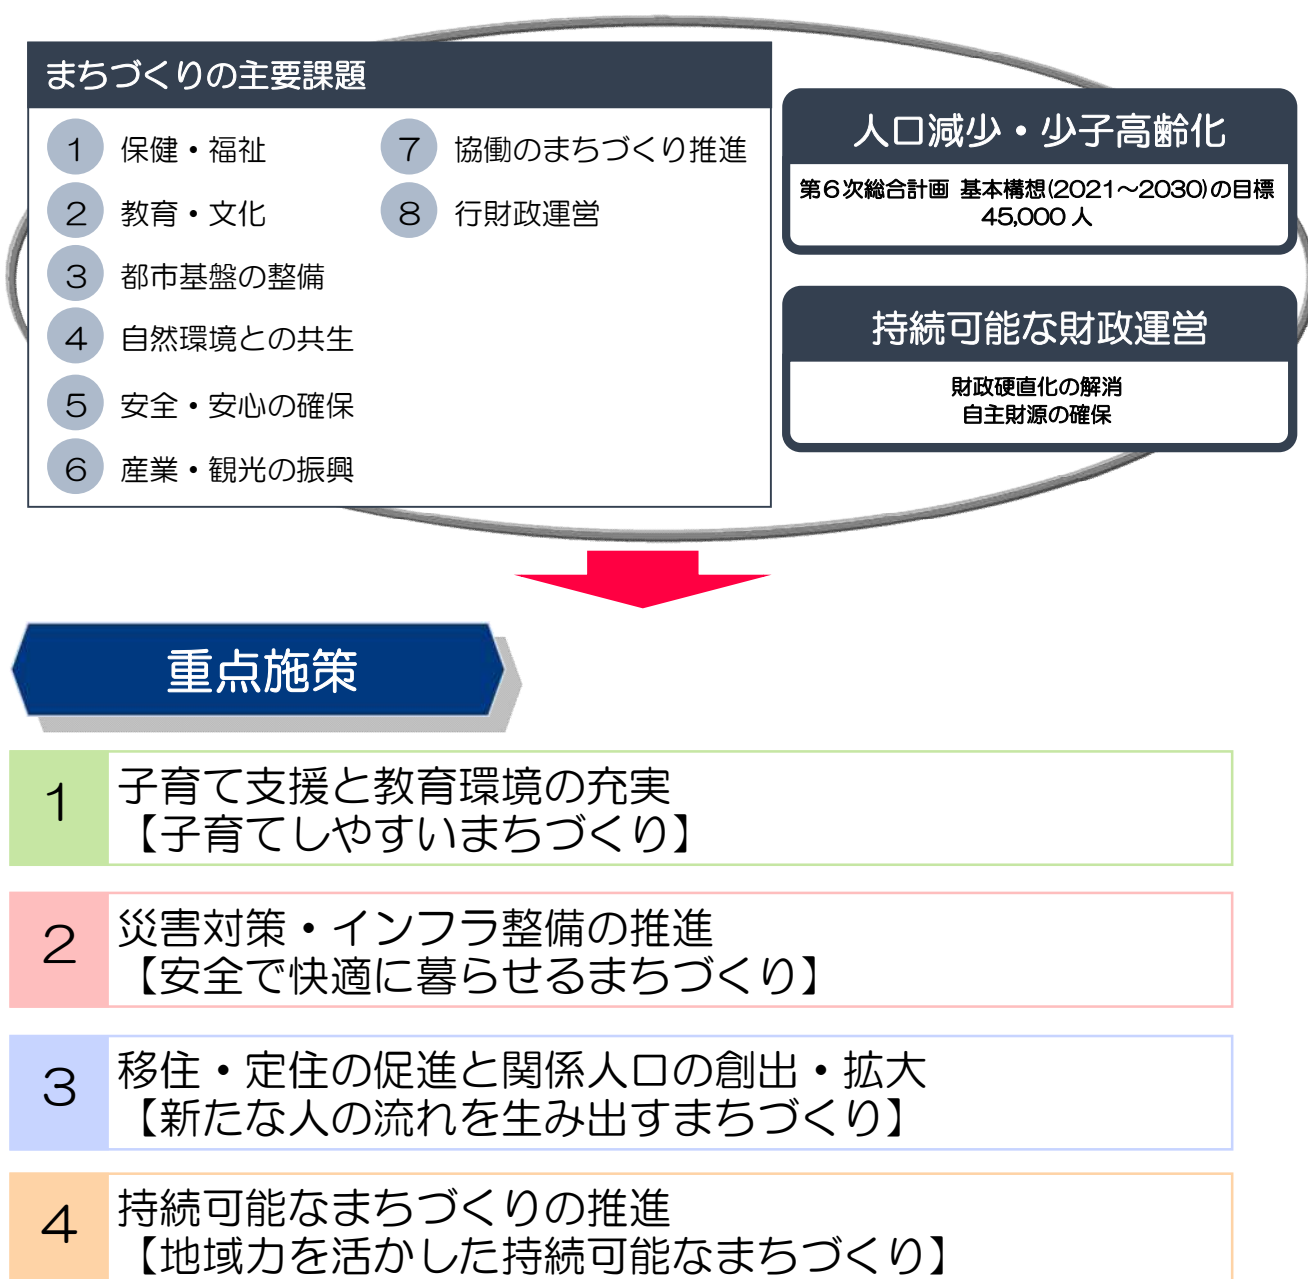 まちづくりの主要課題
1 保健・福祉
2 教育・文化
3 都市基盤の整備
4 自然環境との共生
5 安全・安心の確保
6 産業・観光の振興
7 協働のまちづくり推進
8 行財政運営
人口減少・少子高齢化
第6次総合計画 基本構想(2021~2030)の目標
45,000人
持続可能な財政運営
財政硬直化の解消
自主財源の確保
重点施策
1 子育て支援と教育環境の充実
【子育てしやすいまちづくり】
2 災害対策・インフラ整備の推進
【安全で快適に暮らせるまちづくり】
3 移住・定住の促進と関係人口の創出・拡大
【新たな人の流れを生み出すまちづくり】
4 持続可能なまちづくりの推進
【地域力を活かした持続可能なまちづくり】